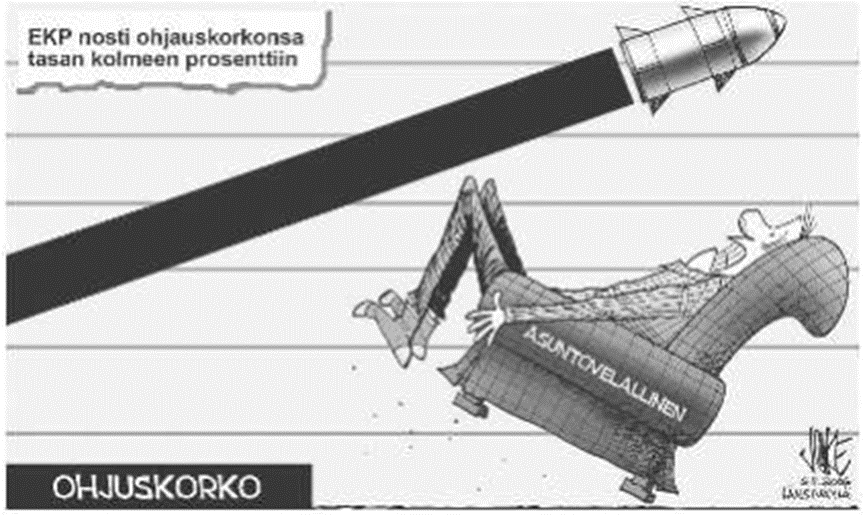 EKP nosti ohjauskorkonsa
tasan kolmeen prosenttiin
ASUNTOVELALLINEN
OHJUSKORKO